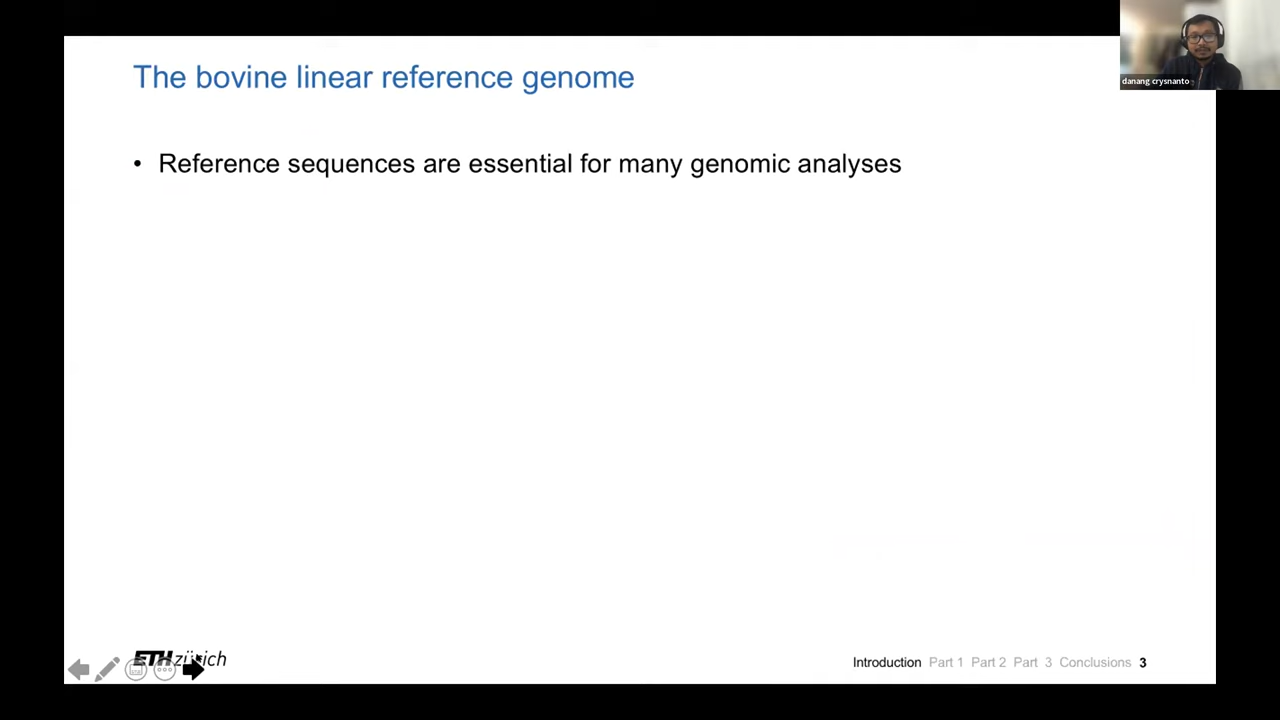 The bovine linear reference genome
danang crysnanto
• Reference sequences are essential for many genomic analyses
ETH zürich
Introduction Part 1 Part 2 Part 3 Conclusions 3